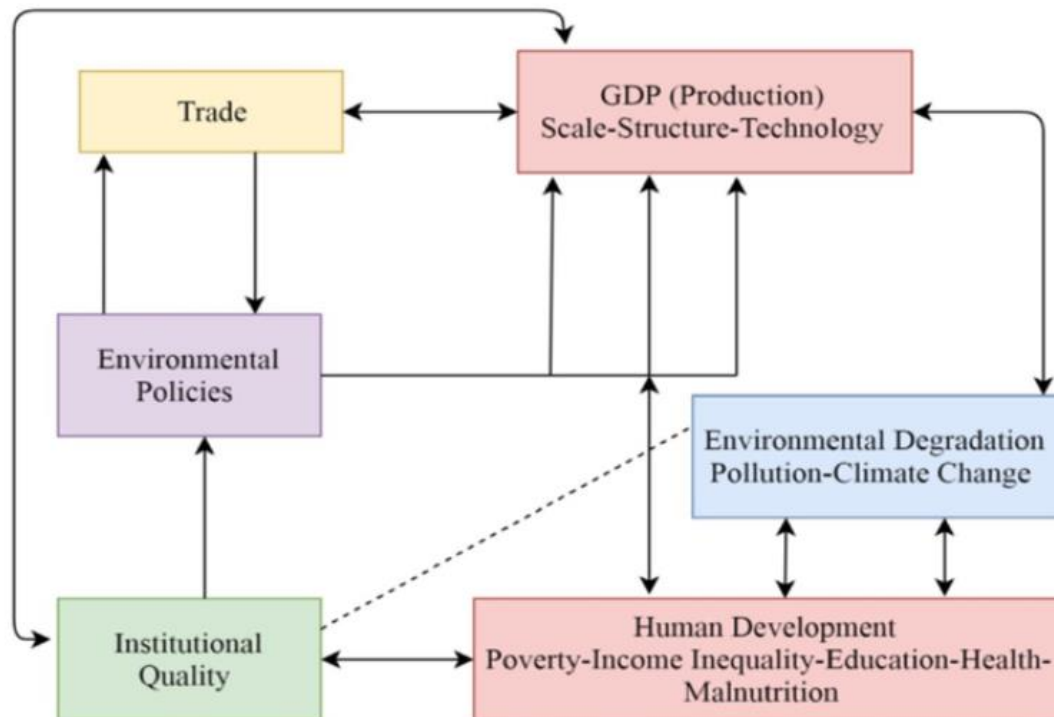 Trade
GDP (Production)
Scale-Structure-Technology
Environmental
Policies
Environmental Degradation
Pollution-Climate Change
Institutional
Quality
Human Development
Poverty-Income Inequality-Education-Health-
Malnutrition